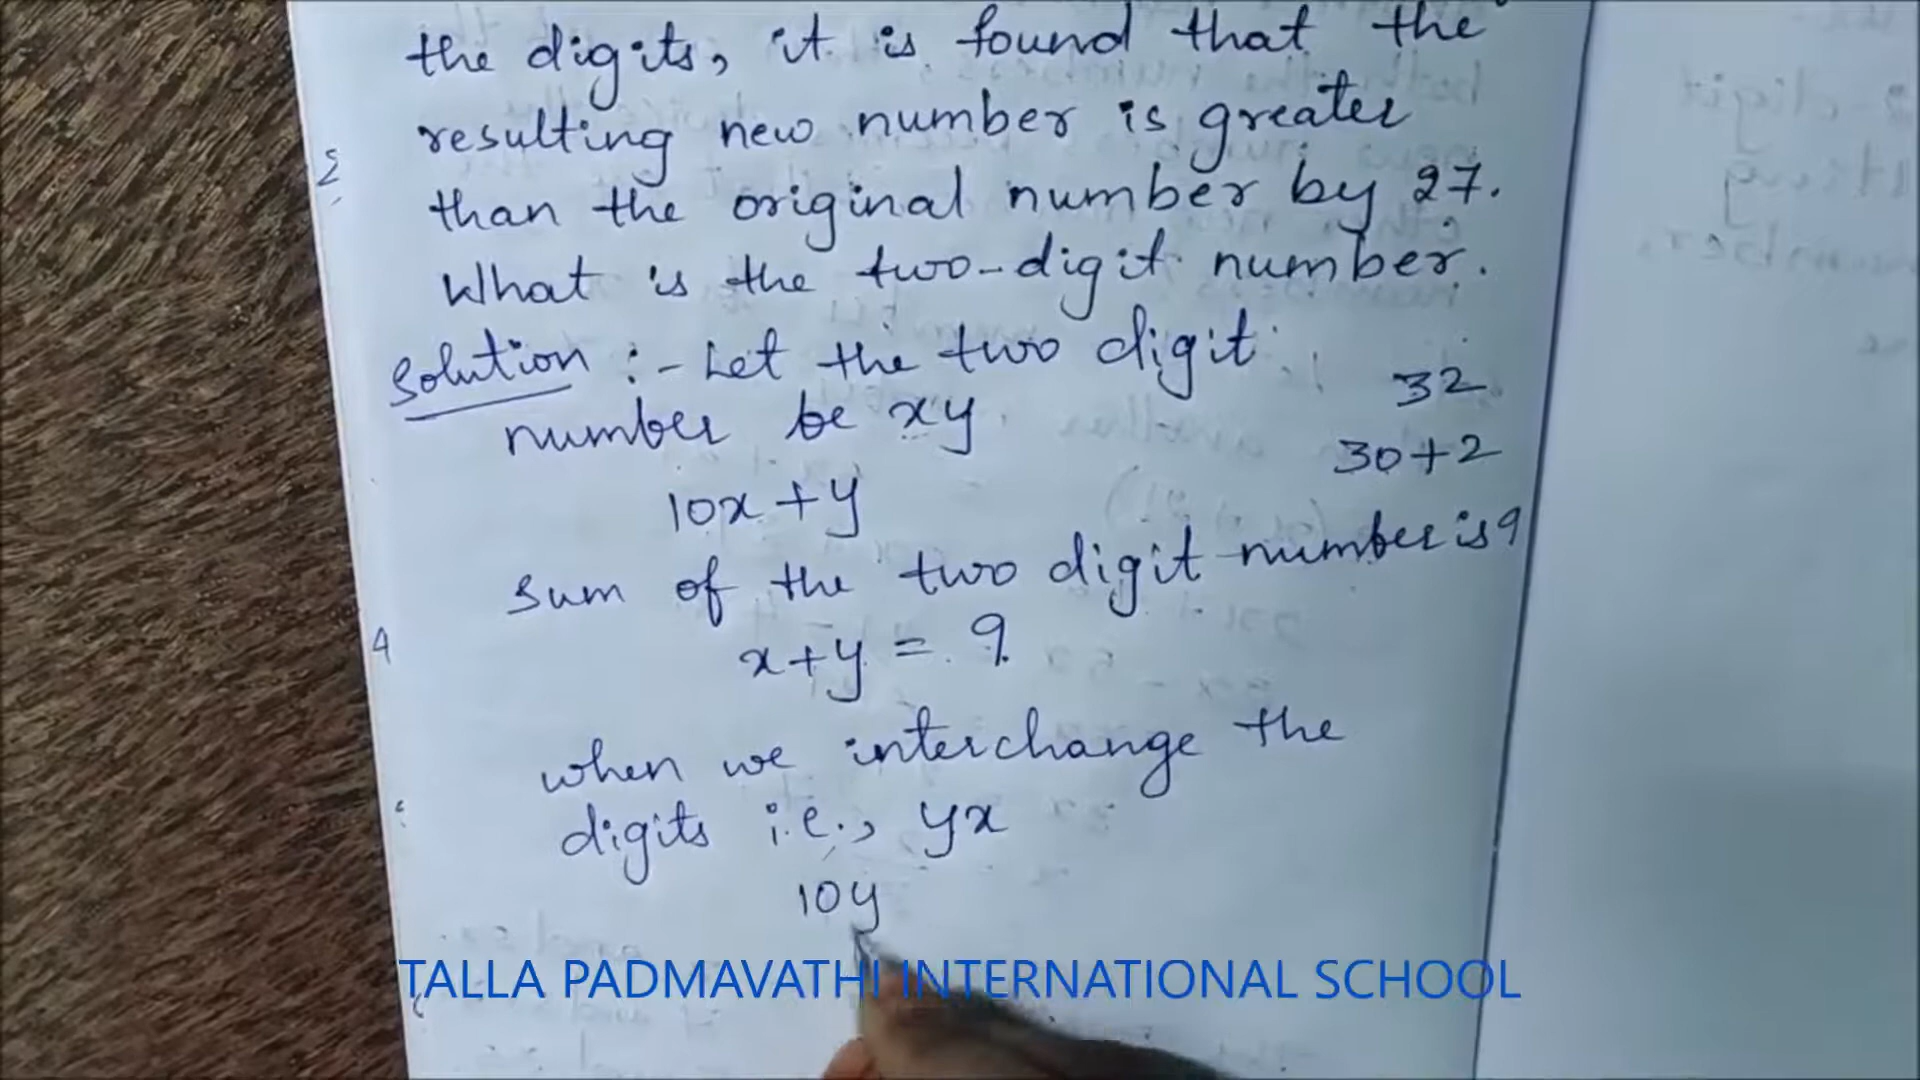 the digits, it is found that the
resulting new number is greater
than the original number by 27.
What is the two-digit number.
Solution :- Let the two digit
number be xy
32
10x + y
30+2
sum of the two digit number is 9
x+y = 9
when we interchange the
digits i.e., yx
10y
TALLA PADMAVATHI INTERNATIONAL SCHOOL